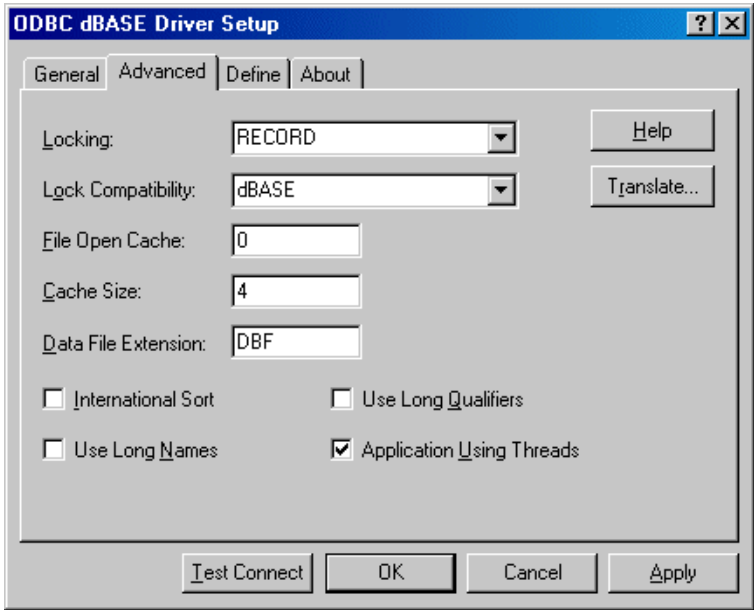 ODBC dBASE Driver Setup
General Advanced Define About
Locking: RECORD Help
Lock Compatibility: dBASE Translate...
File Open Cache: 0
Cache Size: 4
Data File Extension: DBF
International Sort Use Long Qualifiers
Use Long Names Application Using Threads
Test Connect OK Cancel Apply